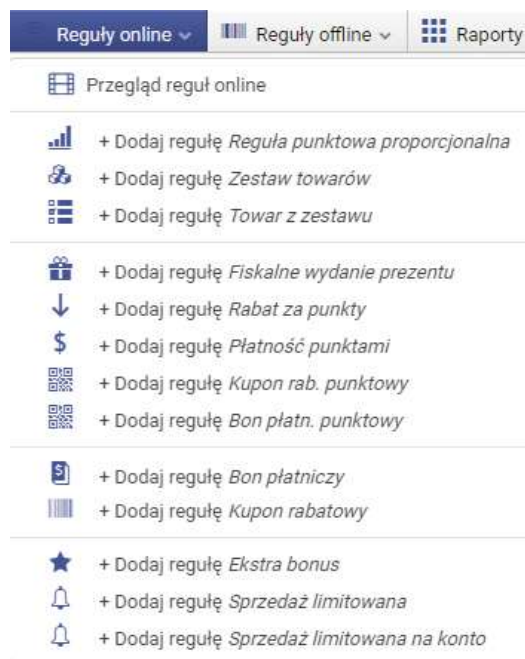 Reguły online Reguły offline Raporty
Przegląd reguł online
+ Dodaj regułę Reguła punktowa proporcjonalna
+ Dodaj regułę Zestaw towarów
+ Dodaj regułę Towar z zestawu
+ Dodaj regułę Fiskalne wydanie prezentu
+ Dodaj regułę Rabat za punkty
+ Dodaj regułę Płatność punktami
+ Dodaj regułę Kupon rab. punktowy
+ Dodaj regułę Bon płatn. punktowy
+ Dodaj regułę Bon płatniczy
+ Dodaj regułę Kupon rabatowy
+ Dodaj regułę Ekstra bonus
+ Dodaj regułę Sprzedaż limitowana
+ Dodaj regułę Sprzedaż limitowana na konto